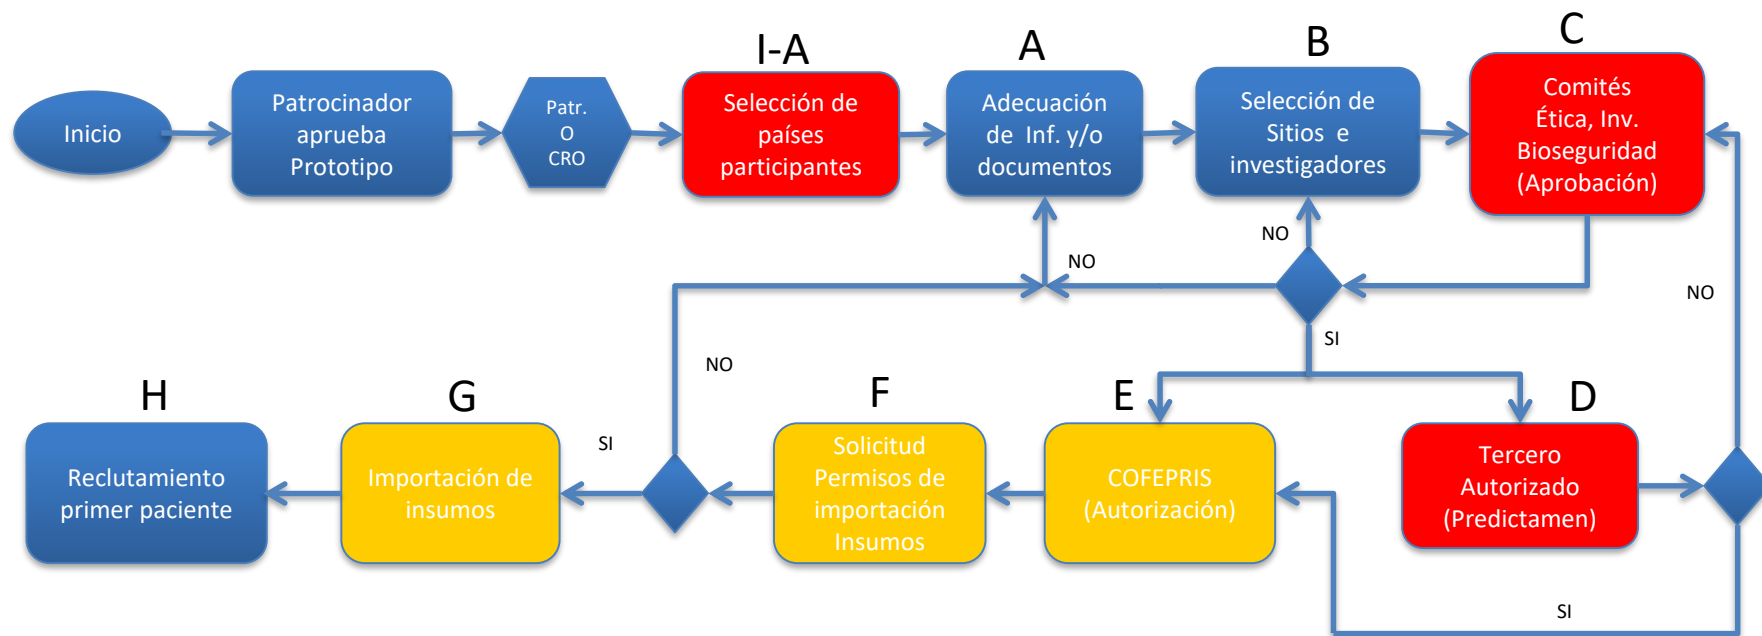 I-A
A
B
C
Inicio
Patrocinador
aprueba
Prototipo
Patr.
O
CRO
Selección de
países
participantes
Adecuación
de Inf. y/o
documentos
Selección de
Sitios e
investigadores
Comités
Ética, Inv.
Bioseguridad
(Aprobación)
NO
NO
NO
SI
NO
H
G
F
E
D
Reclutamiento
primer paciente
Importación de
insumos
SI
Solicitud
Permisos de
importación
Insumos
COFEPRIS
(Autorización)
Tercero
Autorizado
(Predictamen)
SI